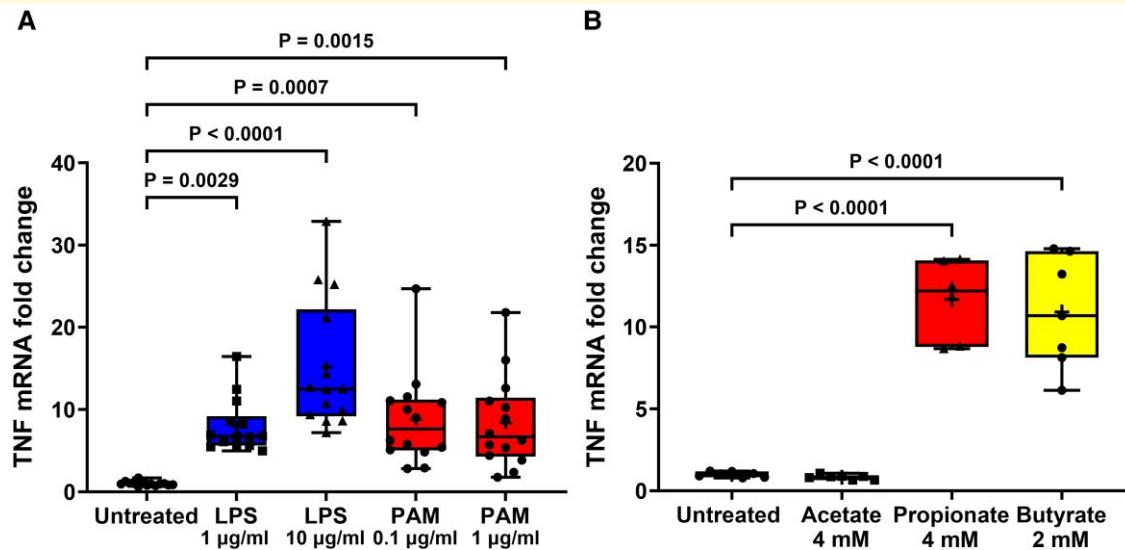 A
P = 0.0015
P = 0.0007
P < 0.0001
P = 0.0029
TNF mRNA fold change
40
30
20
10
0
Untreated LPS LPS PAM PAM
1 µg/ml 10 µg/ml 0.1 µg/ml 1 µg/ml
B
P < 0.0001
P < 0.0001
TNF mRNA fold change
20
15
10
5
0
Untreated Acetate Propionate Butyrate
4 mM 4 mM 2 mM